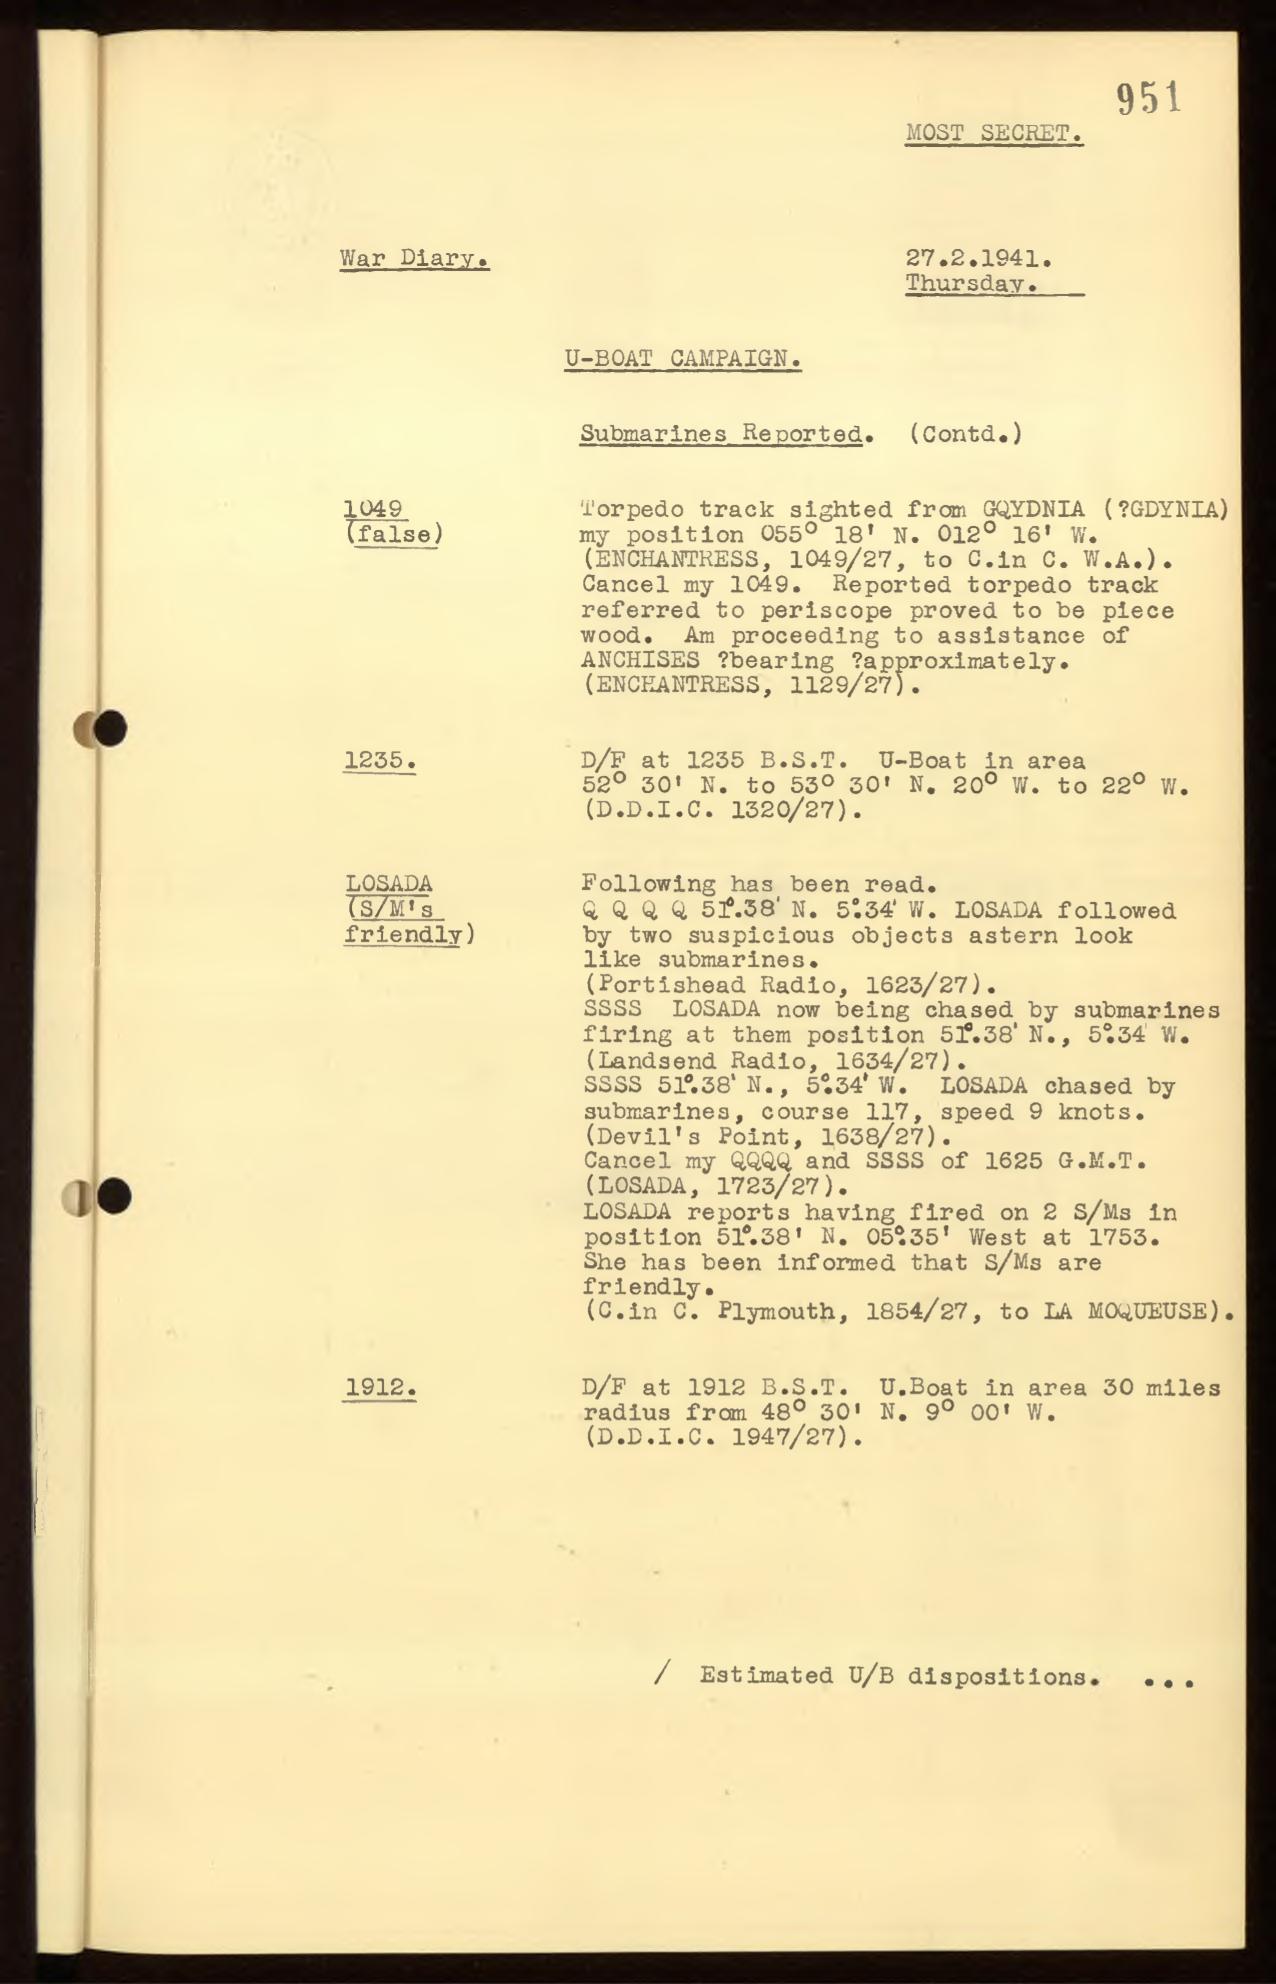 951
MOST SECRET.
War Diary.
27.2.1941.
Thursday.
U-BOAT CAMPAIGN.
Submarines Reported. (Contd.)
1049
(false)
Torpedo track sighted from GQYDNIA (?GDYNIA)
my position 055° 18' N. 012° 16' W.
(ENCHANTRESS, 1049/27, to C.in C. W.A.).
Cancel my 1049. Reported torpedo track
referred to periscope proved to be piece
wood. Am proceeding to assistance of
ANCHISES ?bearing ?approximately.
(ENCHANTRESS, 1129/27).
1235.
D/F at 1235 B.S.T. U-Boat in area
52° 30' N. to 53° 30' N. 20° W. to 22° W.
(D.D.I.C. 1320/27).
LOSADA
(S/M's
friendly)
Following has been read.
Q Q Q Q 51°.38' N. 5°.34' W. LOSADA followed
by two suspicious objects astern look
like submarines.
(Portishead Radio, 1623/27).
SSSS LOSADA now being chased by submarines
firing at them position 51°.38' N., 5°.34' W.
(Landsend Radio, 1634/27).
SSSS 51°.38' N., 5°.34' W. LOSADA chased by
submarines, course 117, speed 9 knots.
(Devil's Point, 1638/27).
Cancel my QQQQ and SSSS of 1625 G.M.T.
(LOSADA, 1723/27).
LOSADA reports having fired on 2 S/Ms in
position 51°.38' N. 05°.35' West at 1753.
She has been informed that S/Ms are
friendly.
(C.in C. Plymouth, 1854/27, to LA MOQUEUSE).
1912.
D/F at 1912 B.S.T. U.Boat in area 30 miles
radius from 48° 30' N. 9° 00' W.
(D.D.I.C. 1947/27).
/ Estimated U/B dispositions. ...